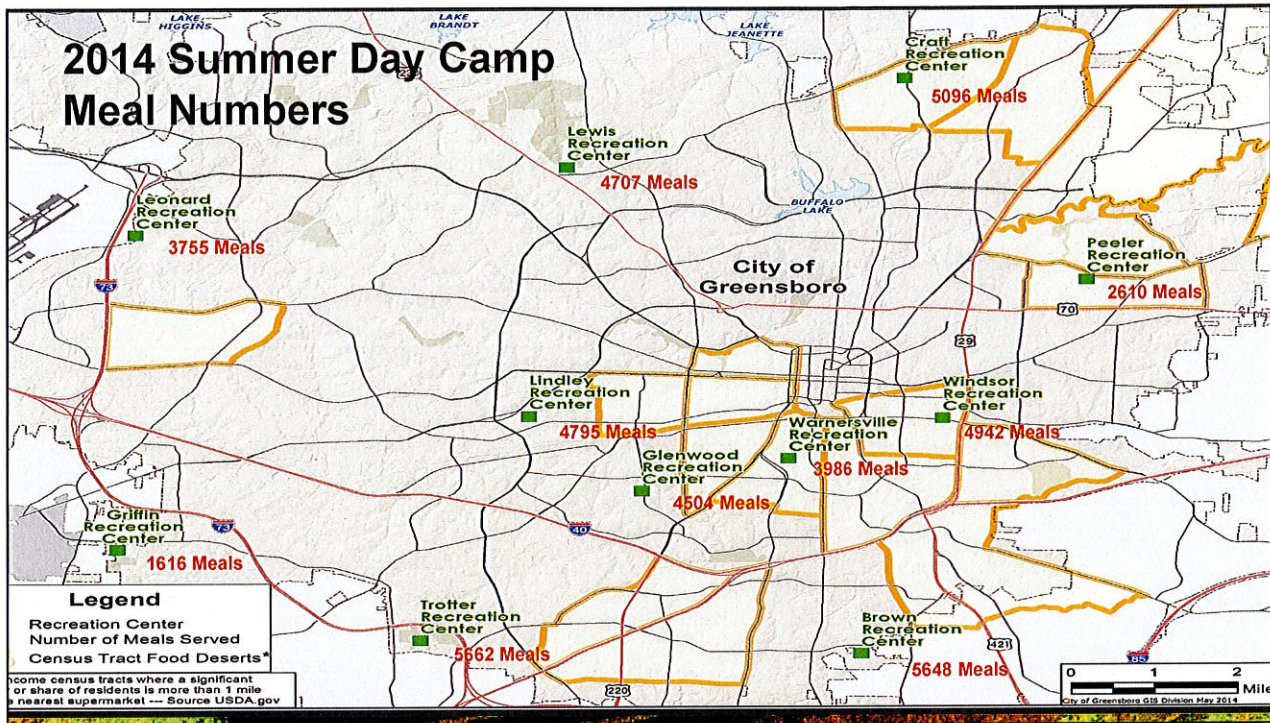 2014 Summer Day Camp
Meal Numbers
LAKE
HIGGINS
LAKE
BRANDT
LAKE
JEANETTE
Craft
Recreation
Center
5096 Meals
Lewis
Recreation
Center
4707 Meals
BUFFALO
LAKE
Leonard
Recreation
Center
3755 Meals
73
City of
Greensboro
Peeler
Recreation
Center
2610 Meals
70
29
Lindley
Recreation
Center
4795 Meals
Windsor
Recreation
Center
4942 Meals
Warnersville
Recreation
Center
3986 Meals
Glenwood
Recreation
Center
4504 Meals
Griffin
Recreation
Center
1616 Meals
73
40
Trotter
Recreation
Center
5662 Meals
220
Brown
Recreation
Center
5648 Meals
421
85
Legend
Recreation Center
Number of Meals Served
Census Tract Food Deserts*
ncome census tracts where a significant
r or share of residents is more than 1 mile
e nearest supermarket --- Source USDA.gov
0 1 2
Mile
City of Greensboro GIS Division May 2014